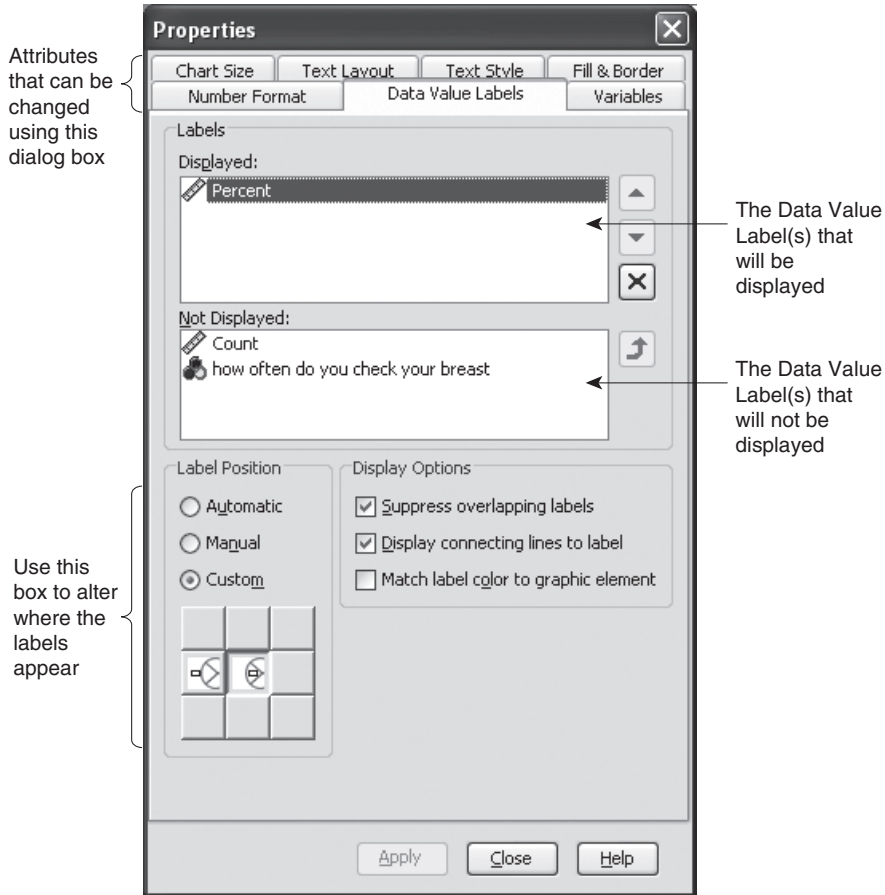 Properties
Attributes
that can be
changed
using this
dialog box
Chart Size Text Layout Text Style Fill & Border
Number Format Data Value Labels Variables
Labels
Displayed:
Percent
The Data Value
Label(s) that
will be
displayed
Not Displayed:
Count
how often do you check your breast
The Data Value
Label(s) that
will not be
displayed
Label Position
Automatic
Manual
Custom
Display Options
Suppress overlapping labels
Display connecting lines to label
Match label color to graphic element
Use this
box to alter
where the
labels
appear
Apply Close Help